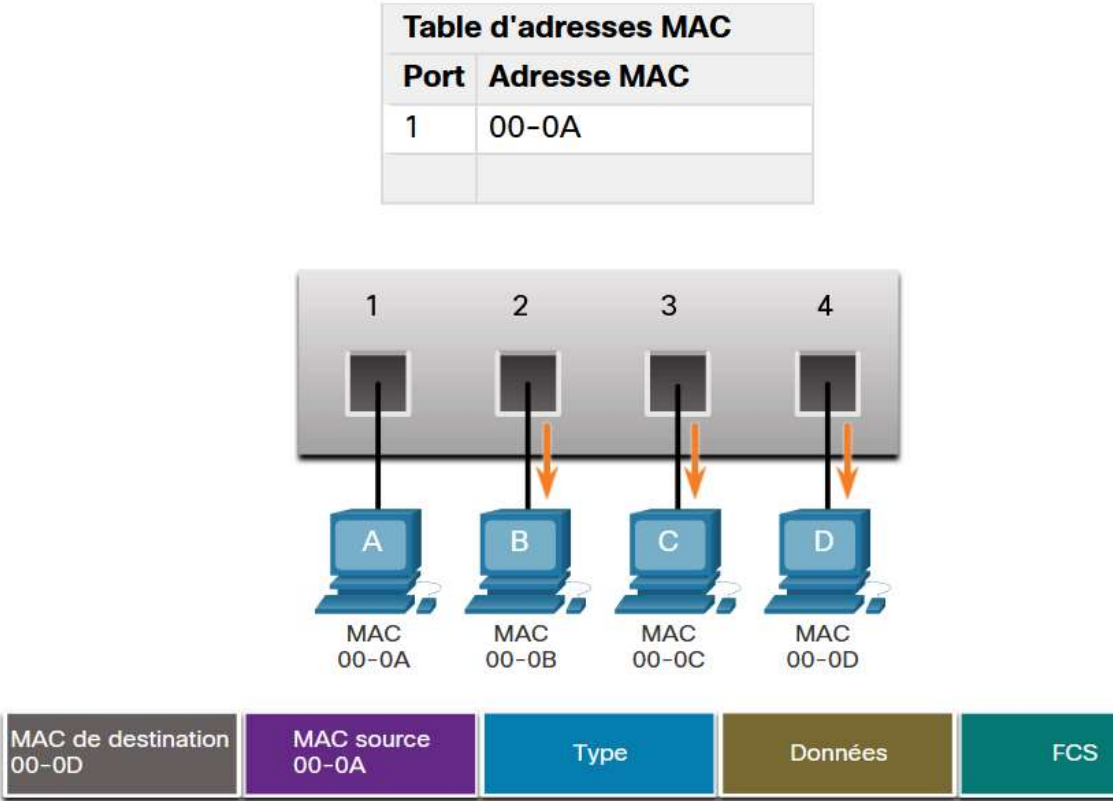 Table d'adresses MAC
Port Adresse MAC
1 00-0A
1 2 3 4
A B C D
MAC MAC MAC MAC
00-0A 00-0B 00-0C 00-0D
MAC de destination MAC source Type Données FCS
00-0D 00-0A